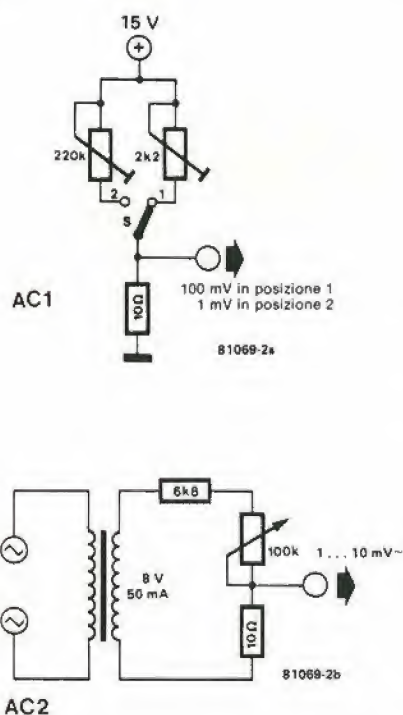 15 V
+
220k
2k2
2
1
S
10Ω
100 mV in posizione 1
1 mV in posizione 2
AC1
81069-2a
6k8
100k
1 ... 10 mV~
8 V
50 mA
10Ω
81069-2b
AC2